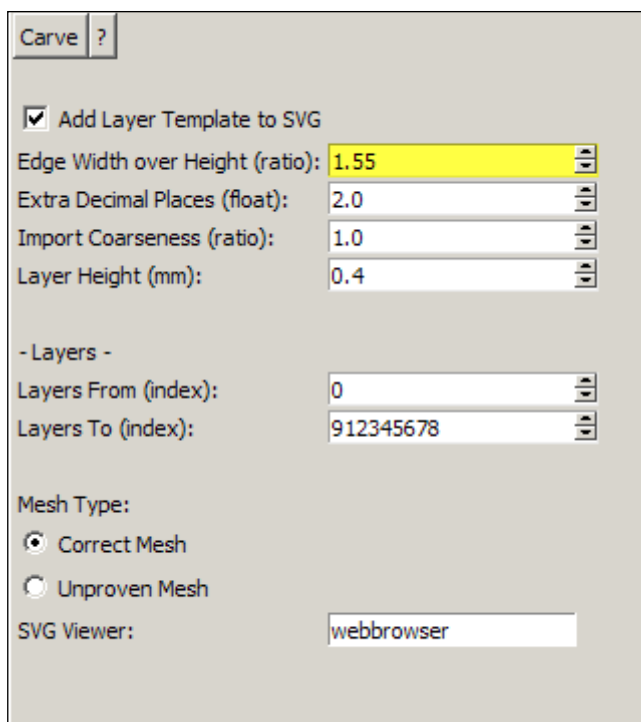 Carve ?
Add Layer Template to SVG
Edge Width over Height (ratio): 1.55
Extra Decimal Places (float): 2.0
Import Coarseness (ratio): 1.0
Layer Height (mm): 0.4
- Layers -
Layers From (index): 0
Layers To (index): 912345678
Mesh Type:
Correct Mesh
Unproven Mesh
SVG Viewer: webbrowser